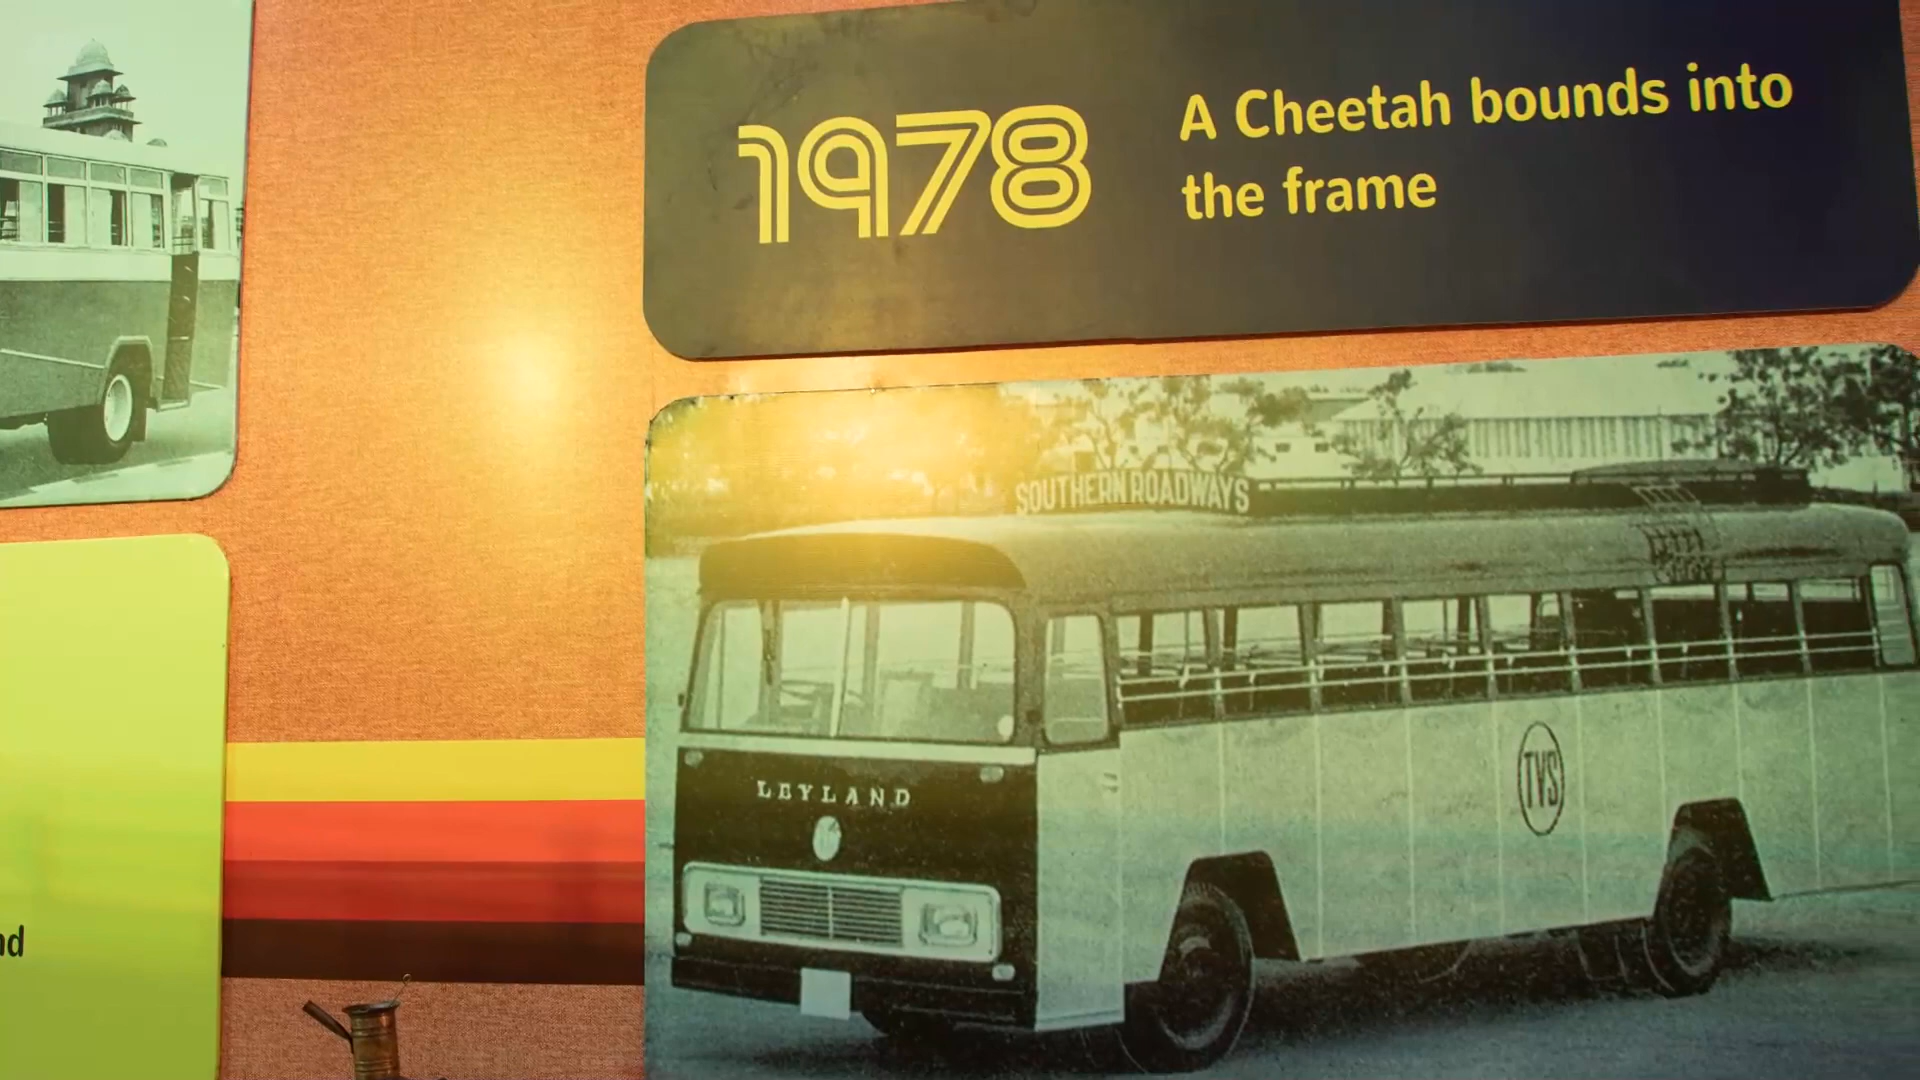 1978
A Cheetah bounds into
the frame
SOUTHERN ROADWAYS
LEYLAND
TVS
nd